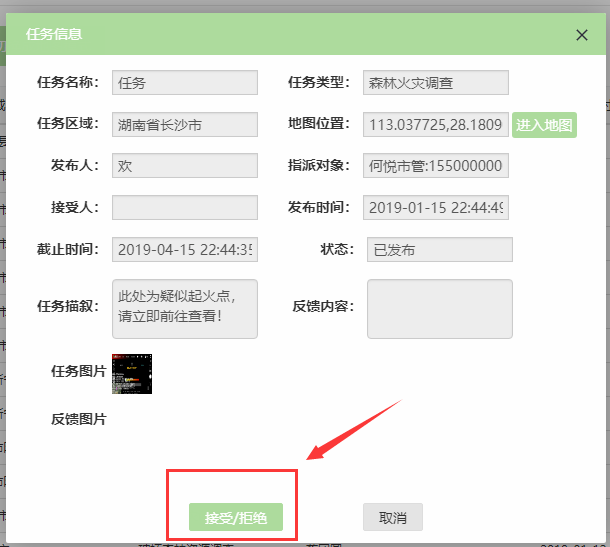 任务信息
任务名称： 任务 任务类型： 森林火灾调查
任务区域： 湖南省长沙市 地图位置： 113.037725,28.1809 进入地图
发布人： 欢 指派对象： 何悦市管:155000000
接受人： 发布时间： 2019-01-15 22:44:49
截止时间： 2019-04-15 22:44:35 状态： 已发布
任务描叙： 此处为疑似起火点，
请立即前往查看！
反馈内容：
任务图片
反馈图片
接受/拒绝 取消